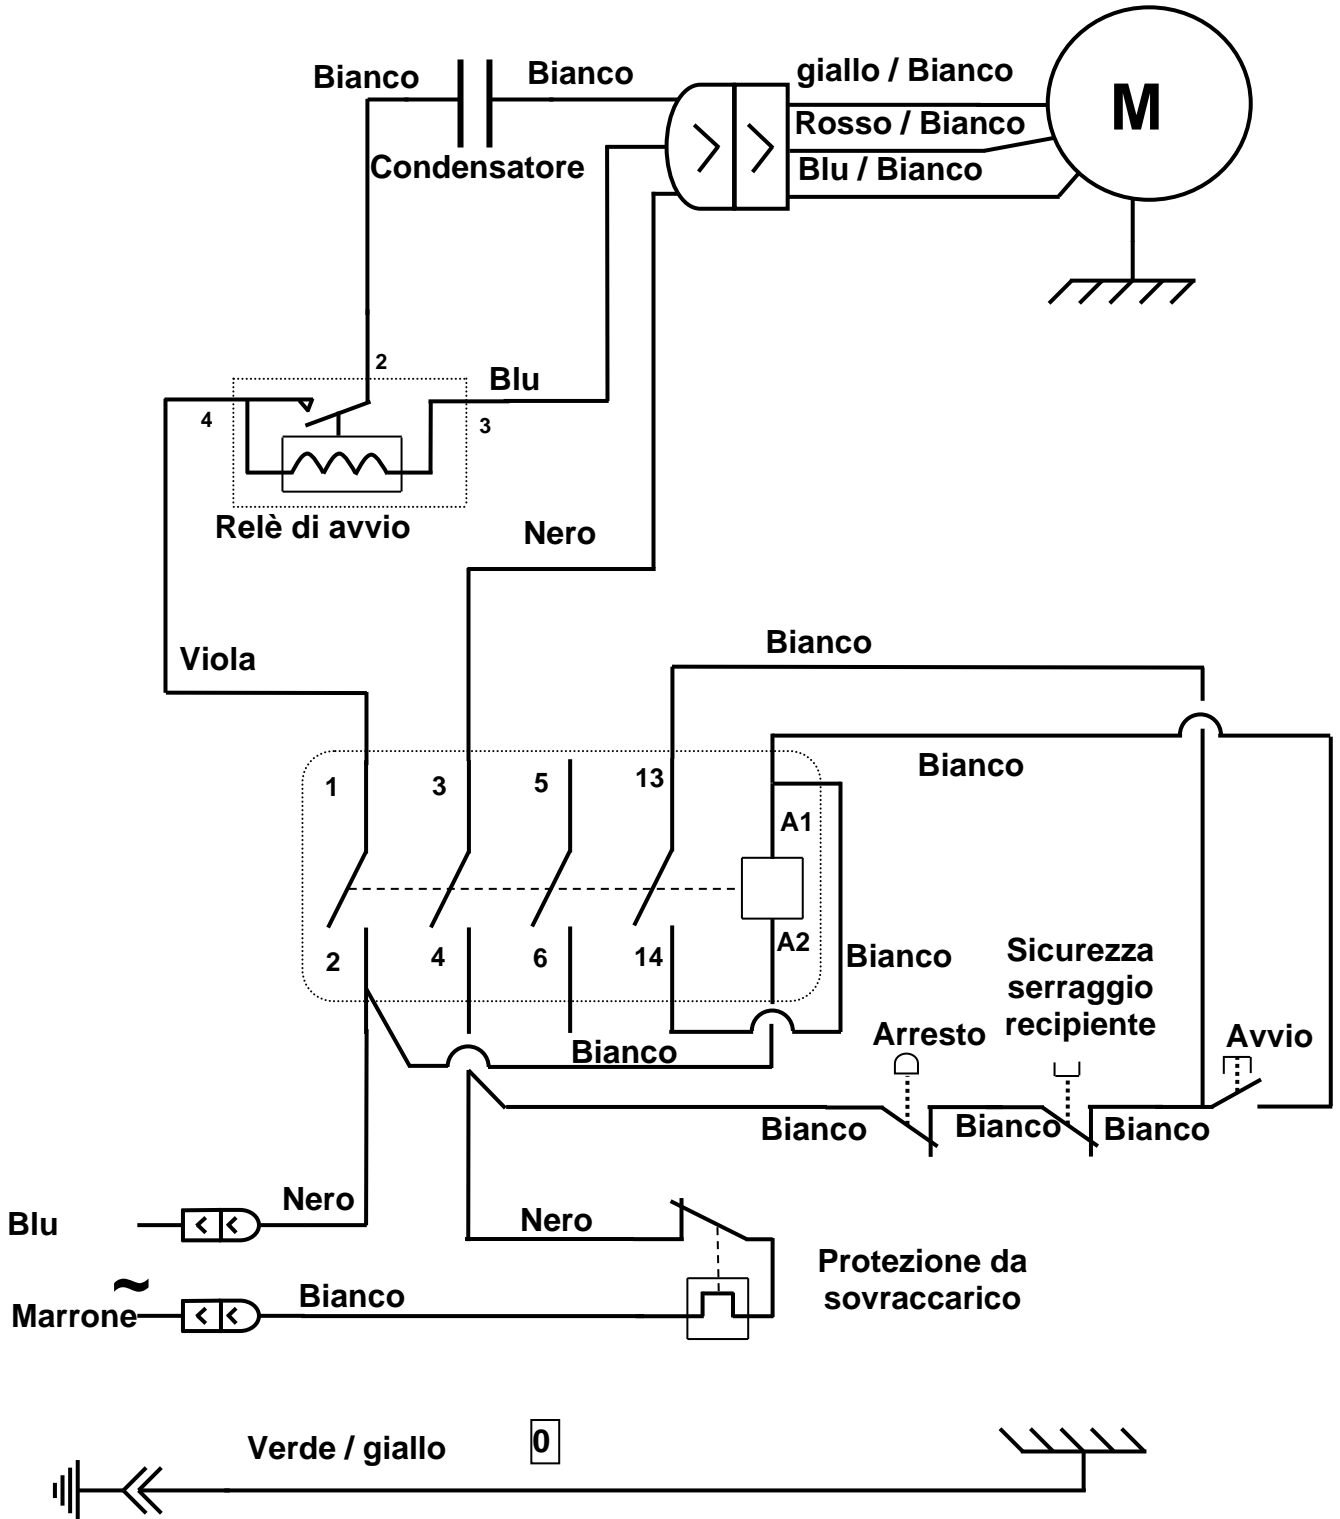 Bianco
Bianco
giallo / Bianco
M
Rosso / Bianco
Condensatore
Blu / Bianco
2
Blu
4
3
Relè di avvio
Nero
Viola
Bianco
Bianco
1
3
5
13
A1
2
4
6
14
A2
Bianco
Sicurezza
serraggio
recipiente
Arresto
Avvio
Bianco
Bianco
Bianco
Bianco
Nero
Blu
Nero
Protezione da
sovraccarico
~
Bianco
Marrone
Verde / giallo
0